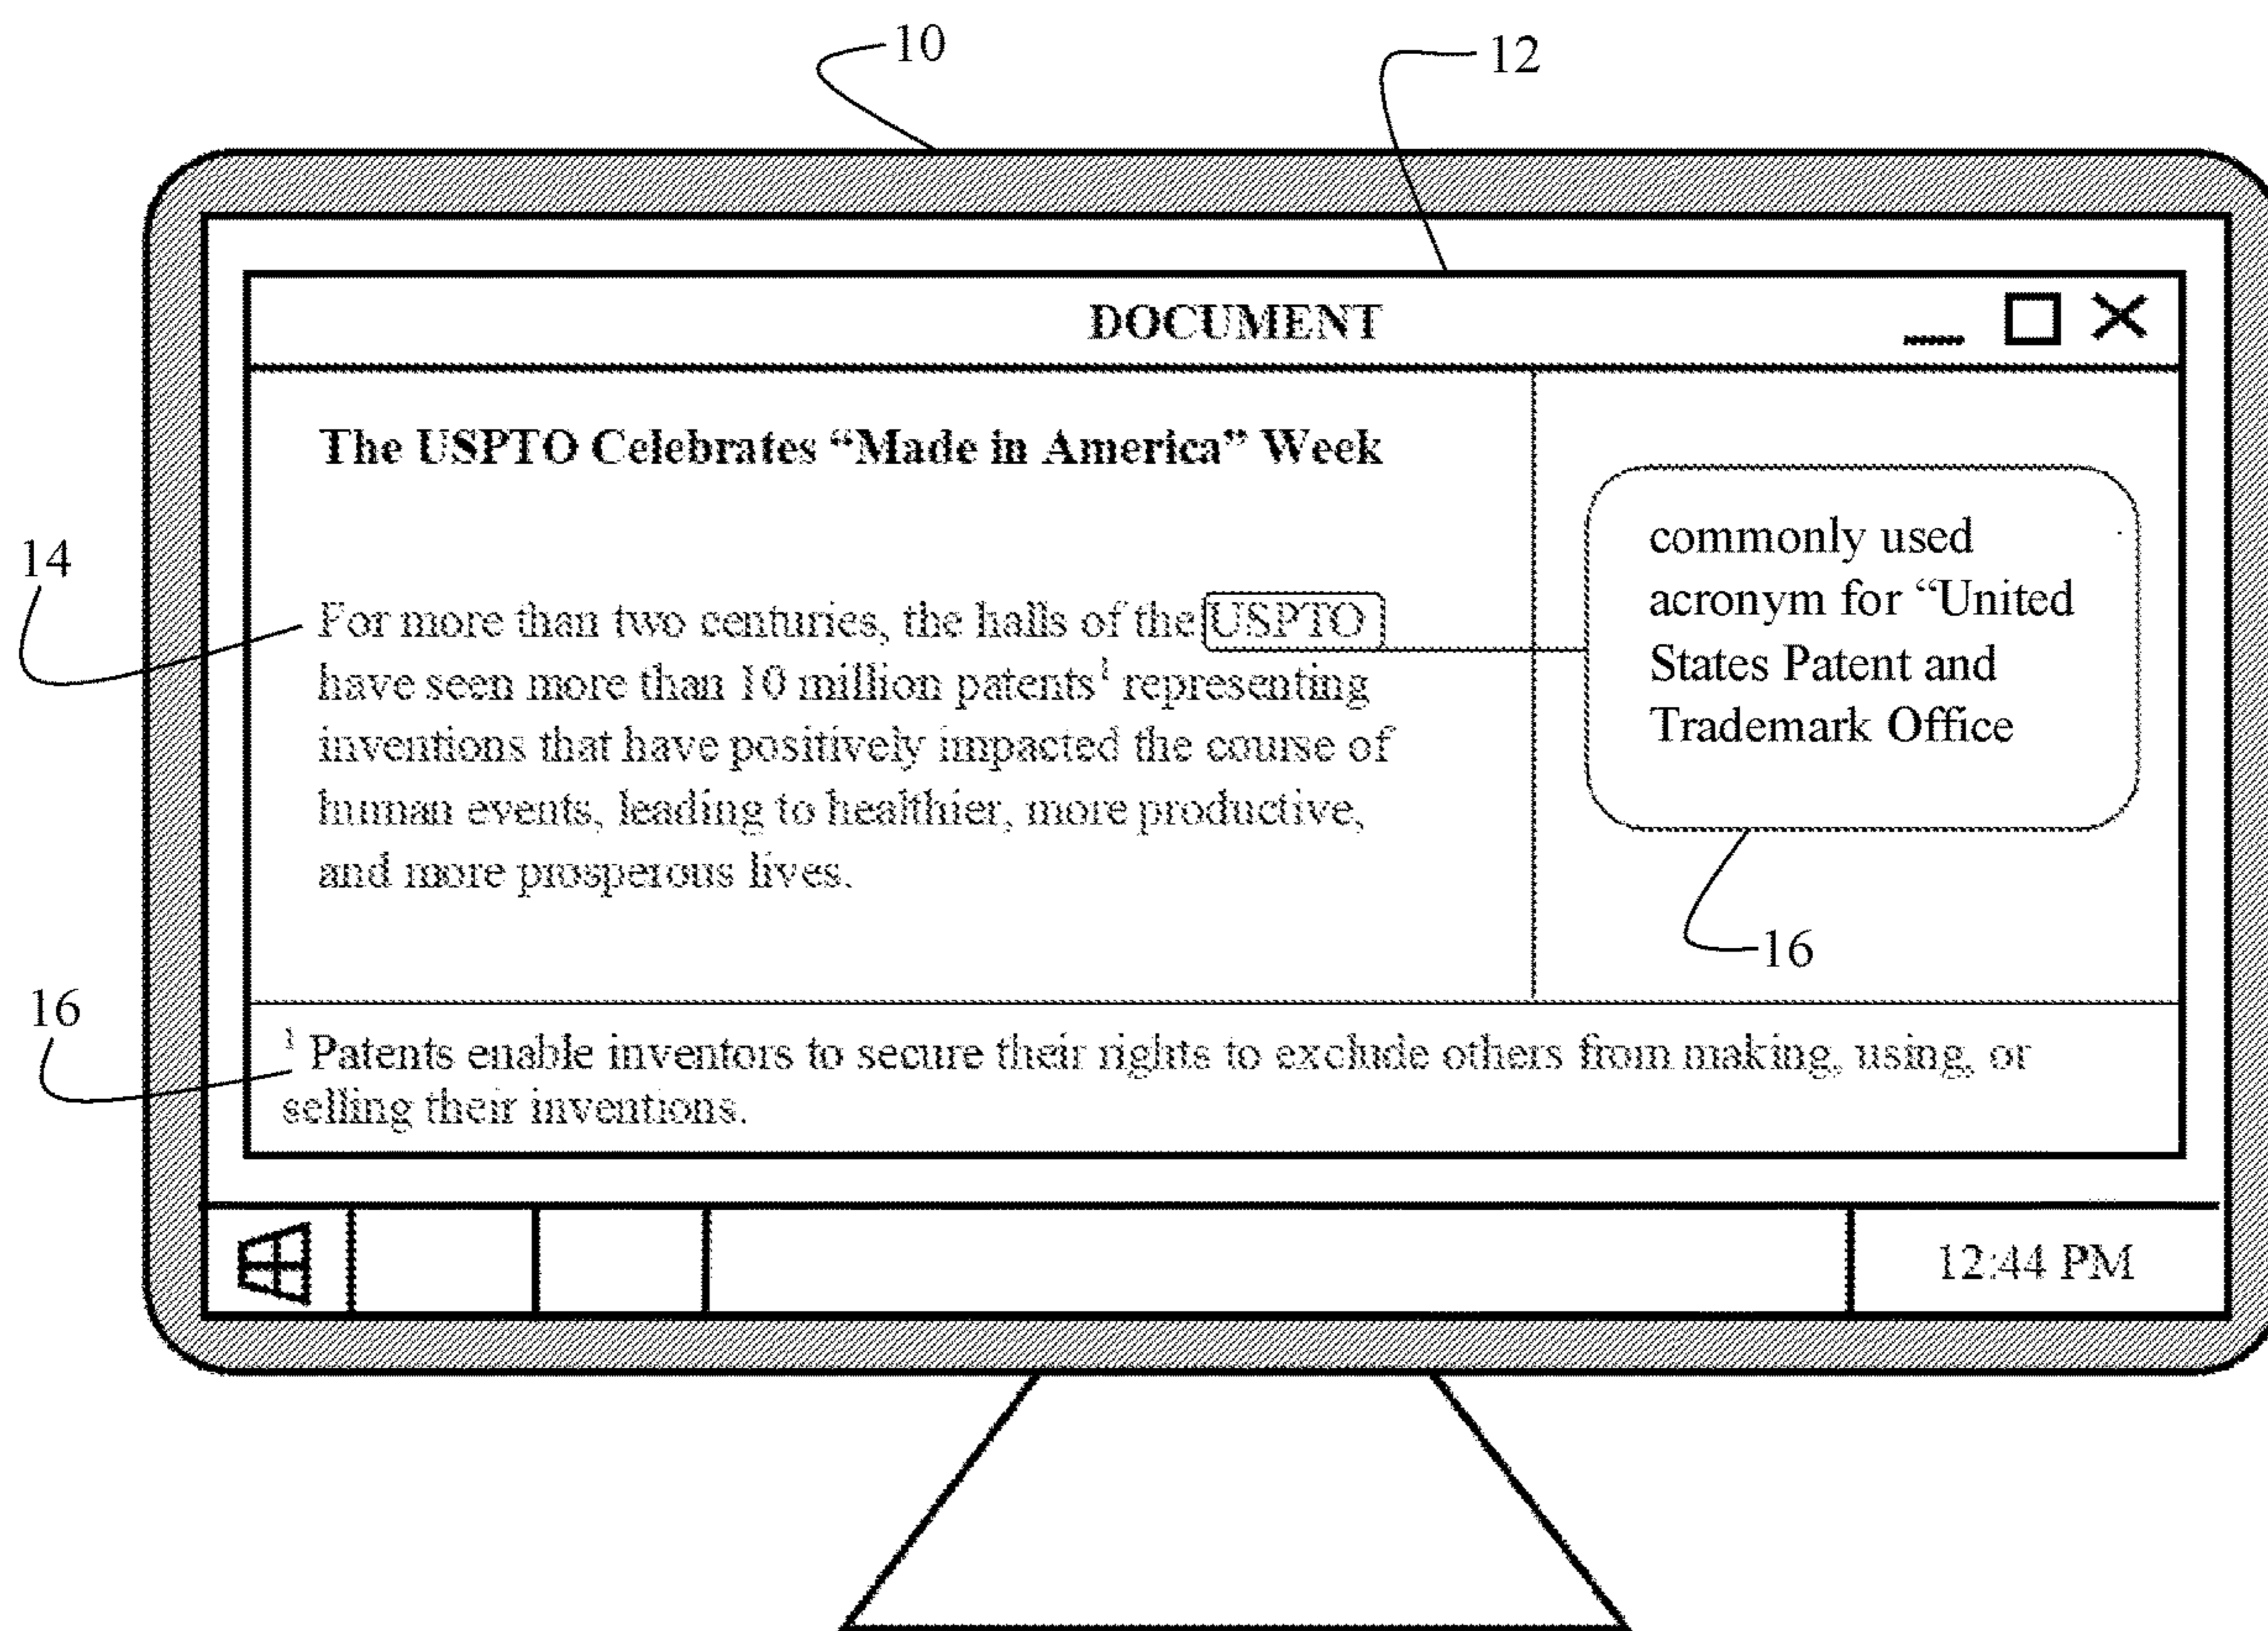 10
12
DOCUMENT
The USPTO Celebrates “Made in America” Week
14
For more than two centuries, the halls of the USPTO
have seen more than 10 million patents¹ representing
inventions that have positively impacted the course of
human events, leading to healthier, more productive,
and more prosperous lives.
commonly used
acronym for “United
States Patent and
Trademark Office
16
16
¹ Patents enable inventors to secure their rights to exclude others from making, using, or
selling their inventions.
12:44 PM